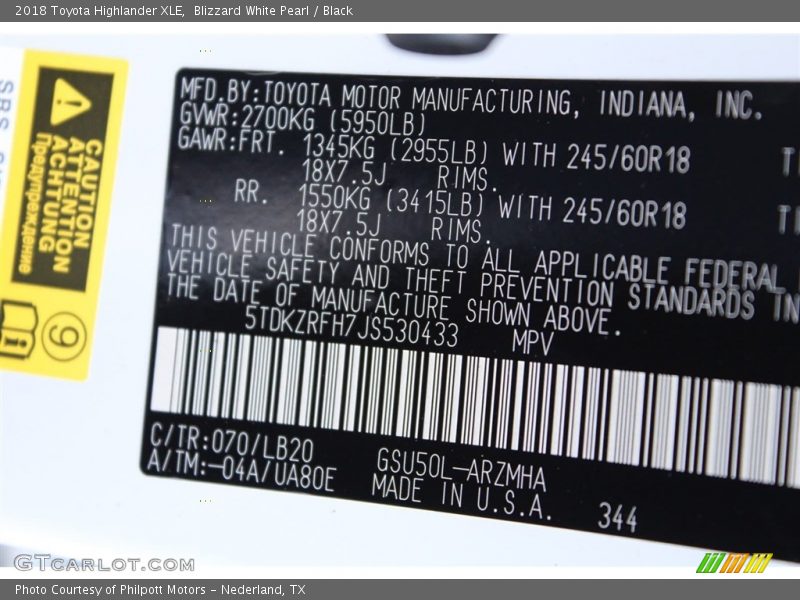 2018 Toyota Highlander XLE,  Blizzard White Pearl / Black
MFD.BY:TOYOTA MOTOR MANUFACTURING, INDIANA, INC.
GVWR:2700KG (5950LB)
GAWR:FRT. 1345KG (2955LB) WITH 245/60R18
18X7.5J RIMS.
RR. 1550KG (3415LB) WITH 245/60R18
18X7.5J RIMS.
THIS VEHICLE CONFORMS TO ALL APPLICABLE FEDERAL
VEHICLE SAFETY AND THEFT PREVENTION STANDARDS IN
THE DATE OF MANUFACTURE SHOWN ABOVE.
5TDKZRFH7JS530433 MPV
C/TR:070/LB20 GSU50L-ARZMHA
A/TM:-04A/UA80E MADE IN U.S.A. 344
CAUTION
ATTENTION
ACHTUNG
Предупреждение
GTCARLOT.COM
Photo Courtesy of Philpott Motors - Nederland, TX